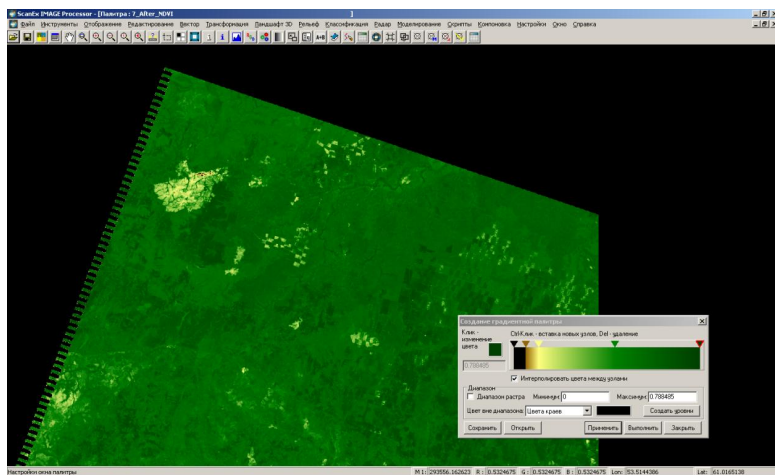 ScanEx IMAGE Processor - [Палитра : 7_After_NDVI ]
Файл Инструменты Отображение Редактирование Вектор Трансформация Ландшафт 3D Рельеф Классификация Радар Моделирование Скрипты Компоновка Настройки Окно Справка
Создание градиентной палитры
Клик - изменение цвета
Ctrl-Клик - вставка новых узлов, Del - удаление
0.788485
Интерполировать цвета между узлами
Диапазон
Диапазон растра Минимум: 0 Максимум: 0.788485
Цвет вне диапазона: Цвета краев Создать уровни
Сохранить Открыть Применить Выполнить Закрыть
Настройки окна палитры M 1: 293556.162623 R: 0.5324675 G: 0.5324675 B: 0.5324675 Lon: 53.5144386 Lat: 61.0165138